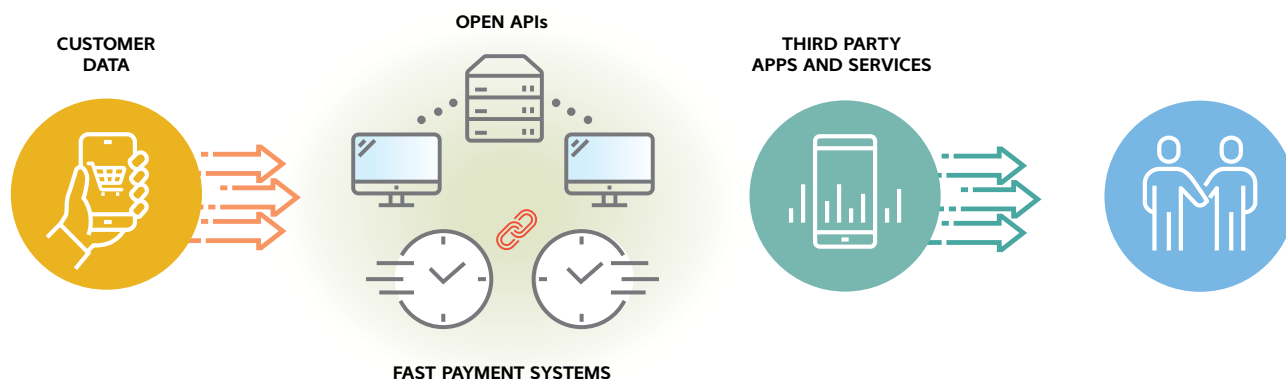 OPEN APIs
CUSTOMER
DATA
THIRD PARTY
APPS AND SERVICES
FAST PAYMENT SYSTEMS